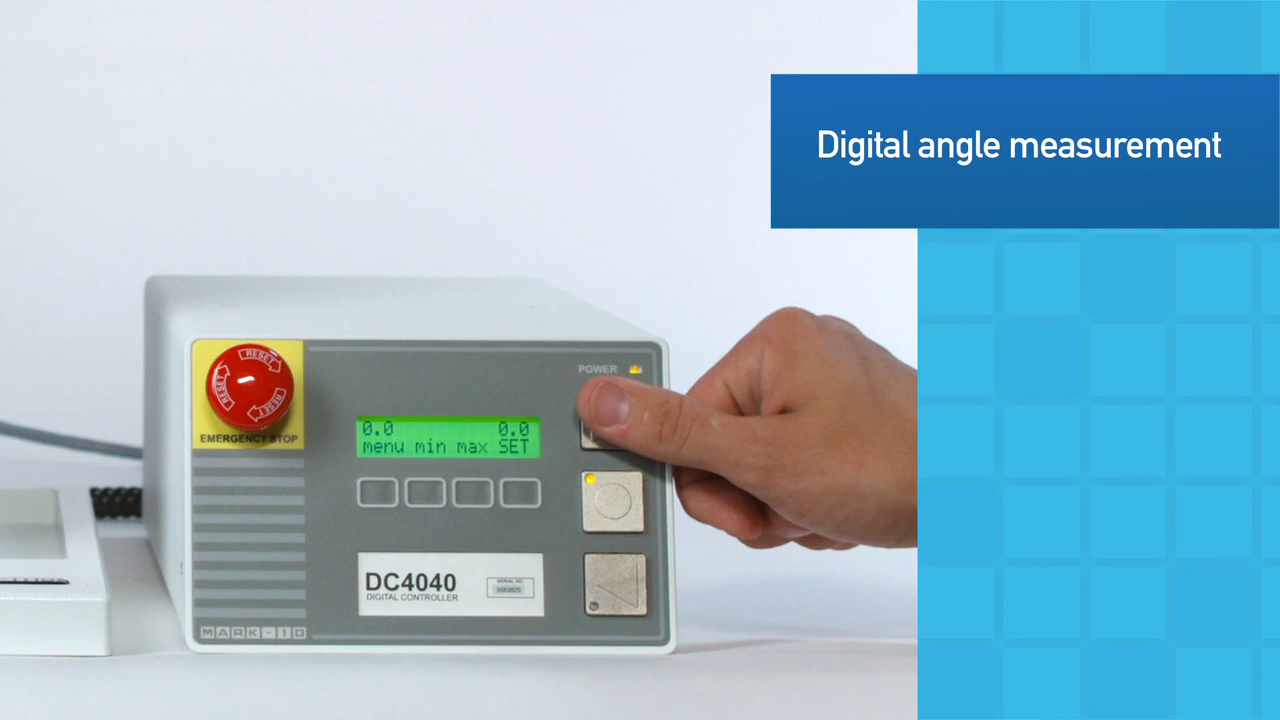 Digital angle measurement
RESET
RESET
RESET
EMERGENCY STOP
POWER
0.0 0.0
menu min max SET
DC4040
DIGITAL CONTROLLER
SERIAL NO.
MARK-10